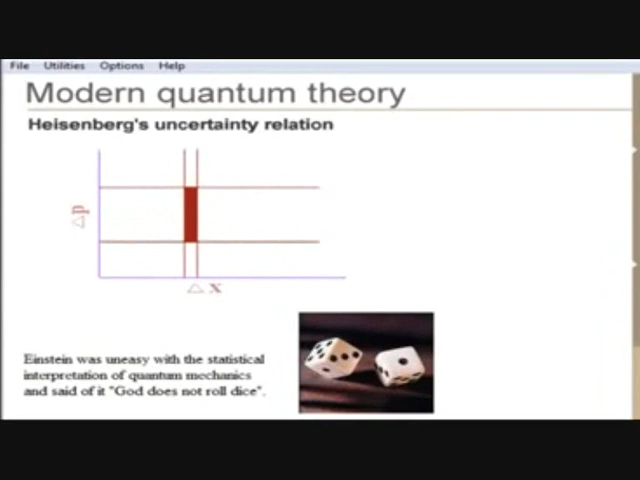 File Utilities Options Help
Modern quantum theory
Heisenberg's uncertainty relation
△p
△ x
Einstein was uneasy with the statistical
interpretation of quantum mechanics
and said of it "God does not roll dice".